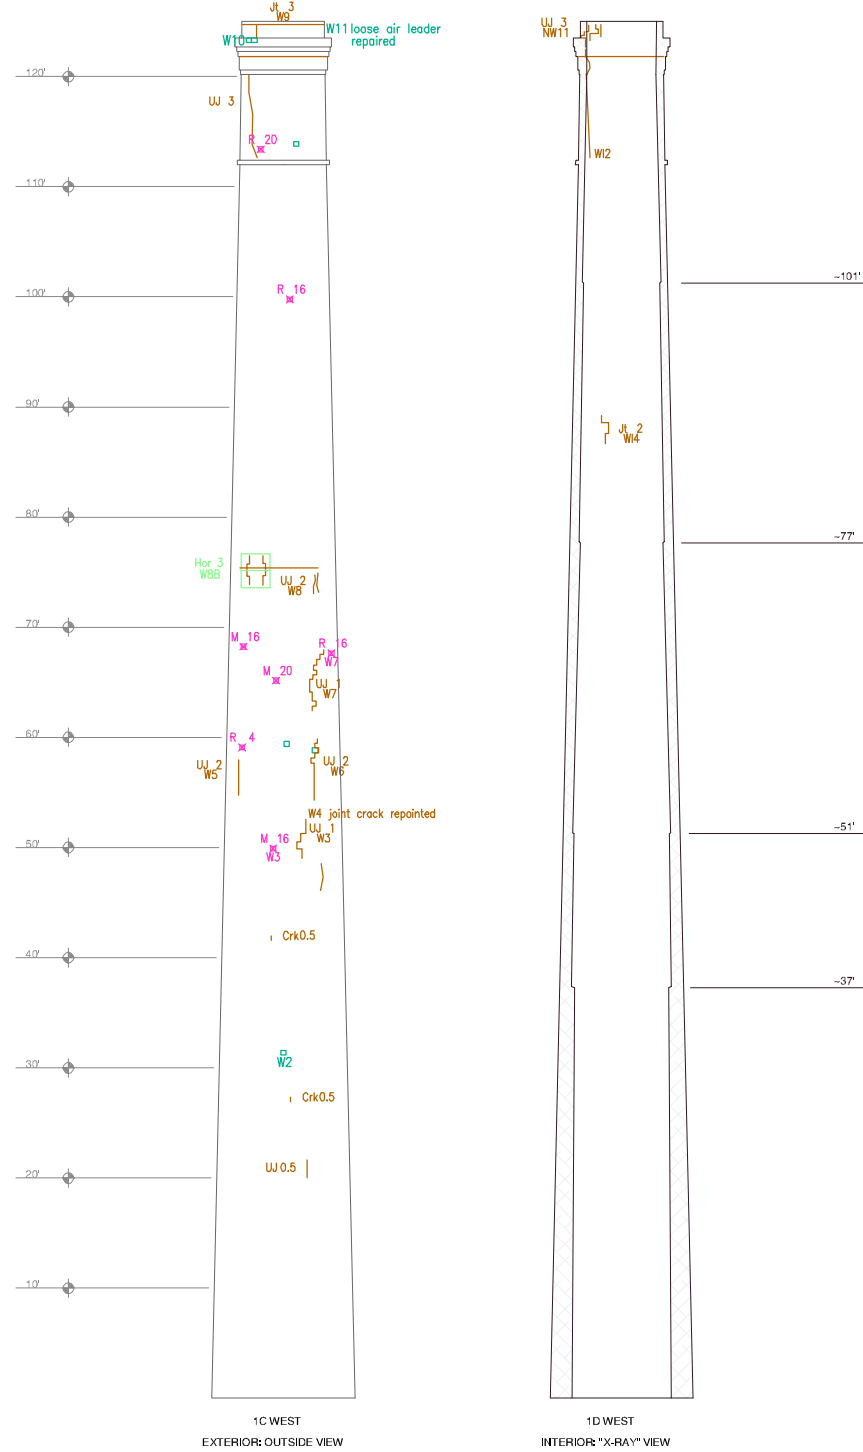 Jt 3
W9
W11 loose air leader
repaired
W10
UJ 3
NW11
120'
UJ 3
R 20
WI2
110'
~101'
100'
R 16
90'
Jt 2
WI4
80'
~77'
Hor 3
W8B
UJ 2
W8
70'
M 16
R 16
W7
M 20
UJ 1
W7
60'
R 4
UJ 2
W5
UJ 2
W6
W4 joint crack repointed
UJ 1
W3
~51'
50'
M 16
W3
Crk0.5
40'
~37'
30'
W2
Crk0.5
UJ 0.5
20'
10'
1C WEST
1D WEST
EXTERIOR: OUTSIDE VIEW
INTERIOR: "X-RAY" VIEW